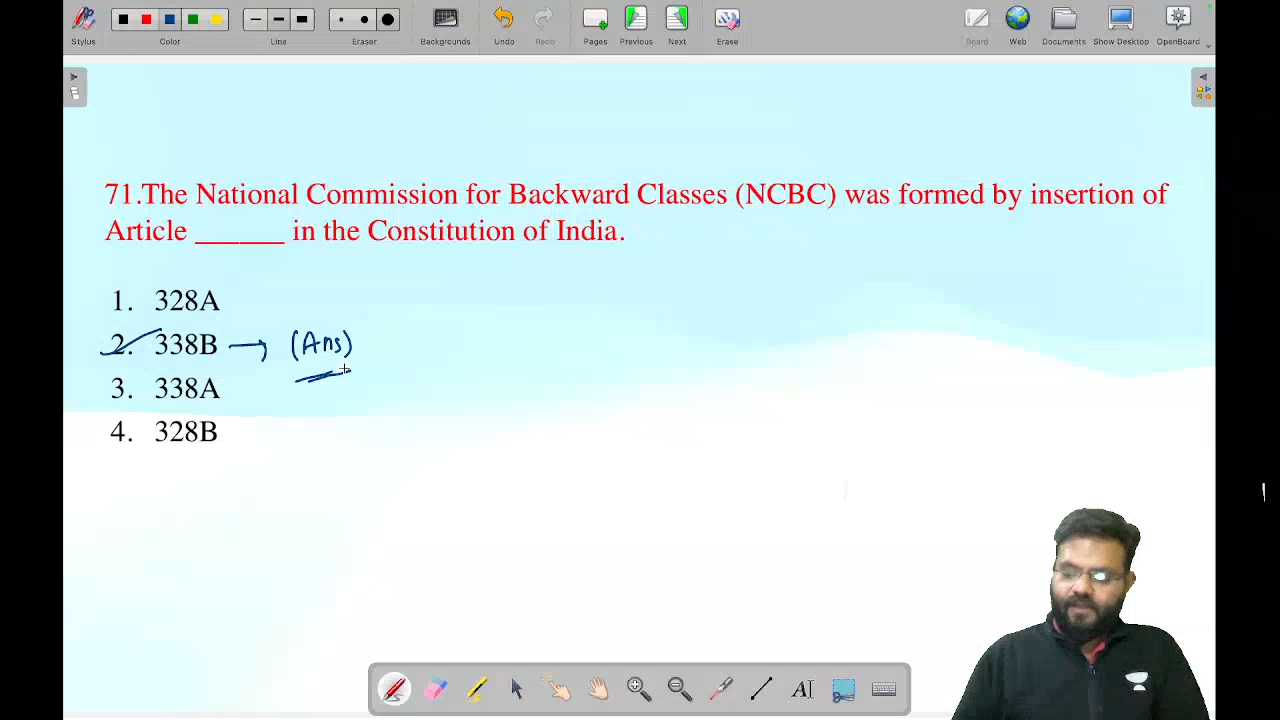 Stylus
Color
Line
Eraser
Backgrounds
Undo
Redo
Pages
Previous
Next
Erase
Board
Web
Documents
Show Desktop
OpenBoard
71.The National Commission for Backward Classes (NCBC) was formed by insertion of
Article ______ in the Constitution of India.
1. 328A
2. 338B → (Ans)
3. 338A
4. 328B